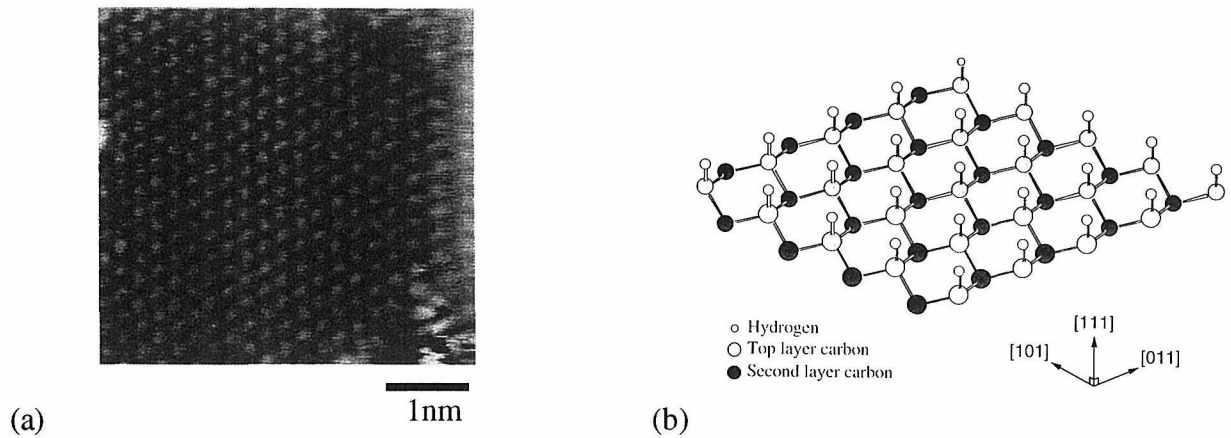 1nm
(a)
Hydrogen
Top layer carbon
Second layer carbon
[111]
[101]
[011]
(b)